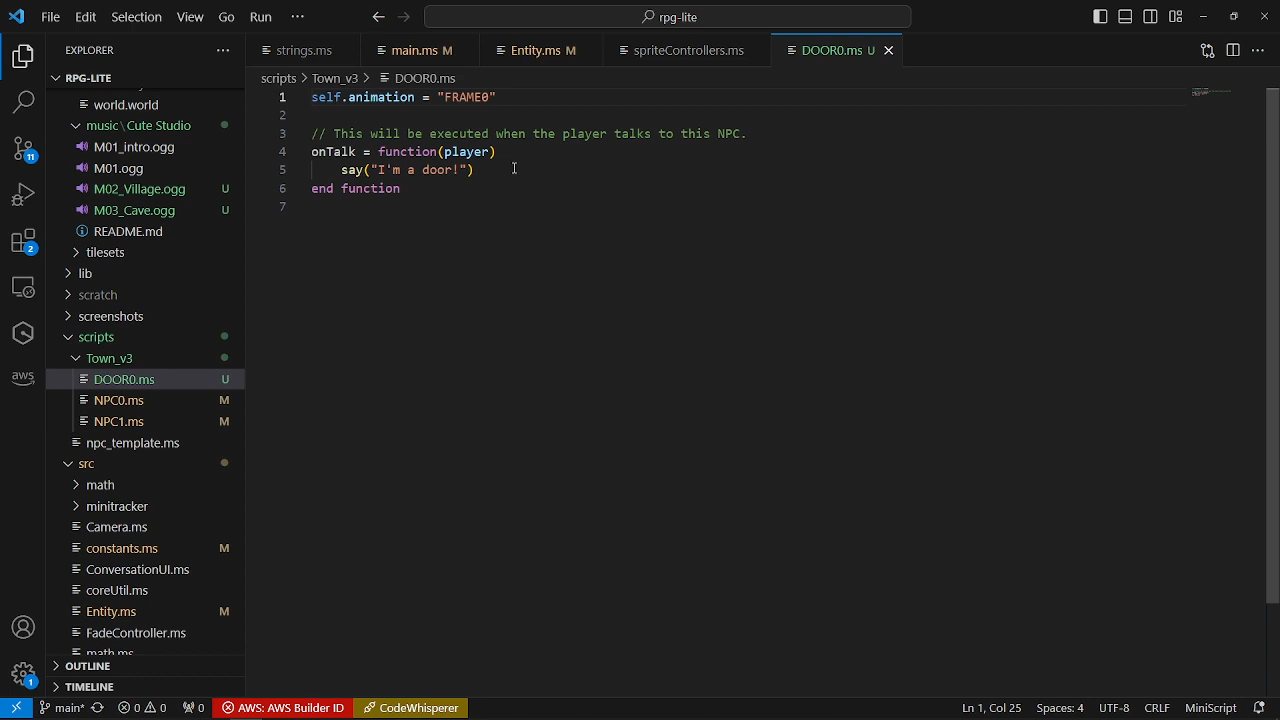 File Edit Selection View Go Run ···
rpg-lite
EXPLORER ···
RPG-LITE
world.world
music\Cute Studio
M01_intro.ogg
M01.ogg
M02_Village.ogg U
M03_Cave.ogg U
README.md
tilesets
lib
scratch
screenshots
scripts
Town_v3
DOOR0.ms U
NPC0.ms M
NPC1.ms M
npc_template.ms
src
math
minitracker
Camera.ms
constants.ms M
ConversationUI.ms
coreUtil.ms
Entity.ms M
FadeController.ms
math.ms
OUTLINE
TIMELINE
11
2
aws
1
strings.ms main.ms M Entity.ms M spriteControllers.ms DOOR0.ms U
scripts > Town_v3 > DOOR0.ms
1 self.animation = "FRAME0"
2
3 // This will be executed when the player talks to this NPC.
4 onTalk = function(player)
5 say("I'm a door!")
6 end function
7
main* 0 0 0 AWS: AWS Builder ID CodeWhisperer Ln 1, Col 25 Spaces: 4 UTF-8 CRLF MiniScript